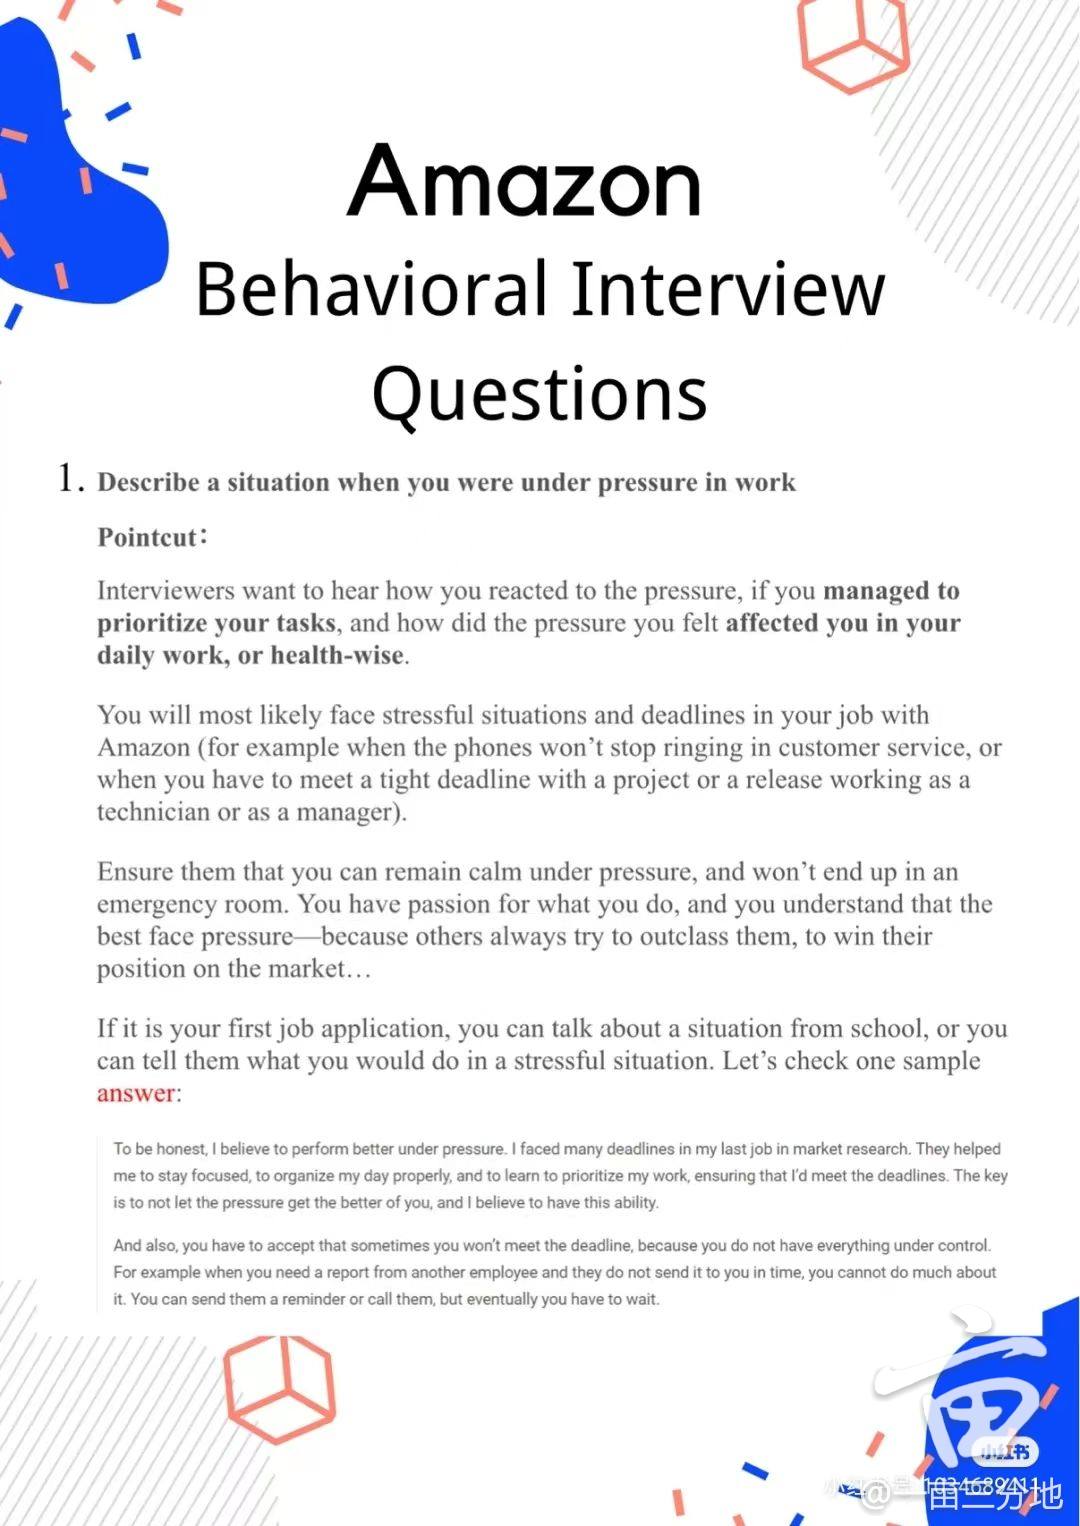 Amazon
Behavioral Interview
Questions
1. Describe a situation when you were under pressure in work
Pointcut：
Interviewers want to hear how you reacted to the pressure, if you managed to
prioritize your tasks, and how did the pressure you felt affected you in your
daily work, or health-wise.
You will most likely face stressful situations and deadlines in your job with
Amazon (for example when the phones won’t stop ringing in customer service, or
when you have to meet a tight deadline with a project or a release working as a
technician or as a manager).
Ensure them that you can remain calm under pressure, and won’t end up in an
emergency room. You have passion for what you do, and you understand that the
best face pressure—because others always try to outclass them, to win their
position on the market…
If it is your first job application, you can talk about a situation from school, or you
can tell them what you would do in a stressful situation. Let’s check one sample
answer:
To be honest, I believe to perform better under pressure. I faced many deadlines in my last job in market research. They helped
me to stay focused, to organize my day properly, and to learn to prioritize my work, ensuring that I’d meet the deadlines. The key
is to not let the pressure get the better of you, and I believe to have this ability.
And also, you have to accept that sometimes you won’t meet the deadline, because you do not have everything under control.
For example when you need a report from another employee and they do not send it to you in time, you cannot do much about
it. You can send them a reminder or call them, but eventually you have to wait.
小红书
@一亩三分地